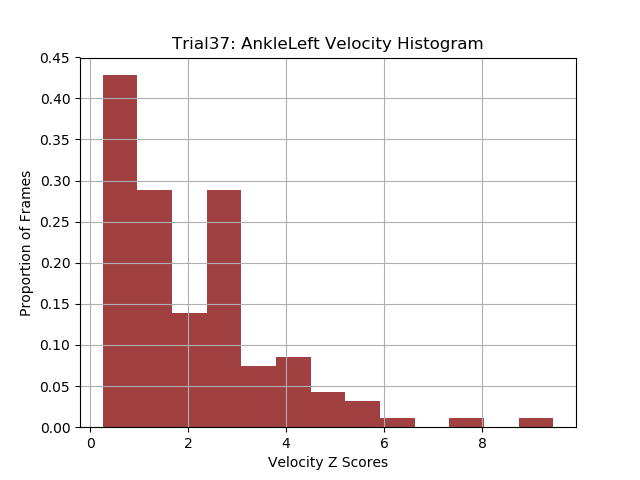 Trial37: AnkleLeft Velocity Histogram
0.45
0.40
0.35
0.30
0.25
0.20
0.15
0.10
0.05
0.00
Proportion of Frames
0 2 4 6 8
Velocity Z Scores